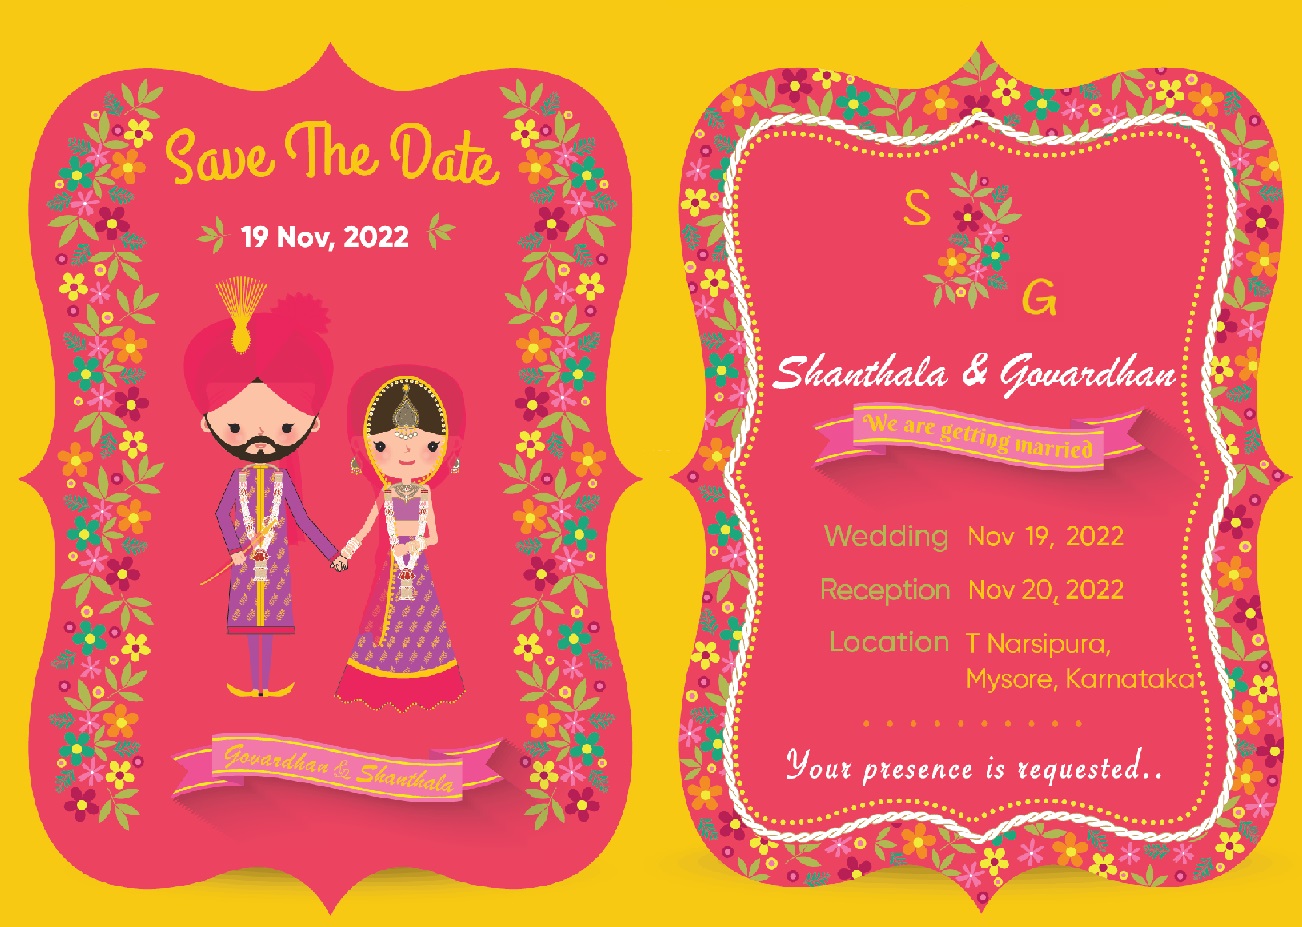 Save The Date
19 Nov, 2022
Govardhan & Shanthala
S
G
Shanthala & Govardhan
We are getting married
Wedding Nov 19, 2022
Reception Nov 20, 2022
Location T Narsipura,
Mysore, Karnataka
Your presence is requested..